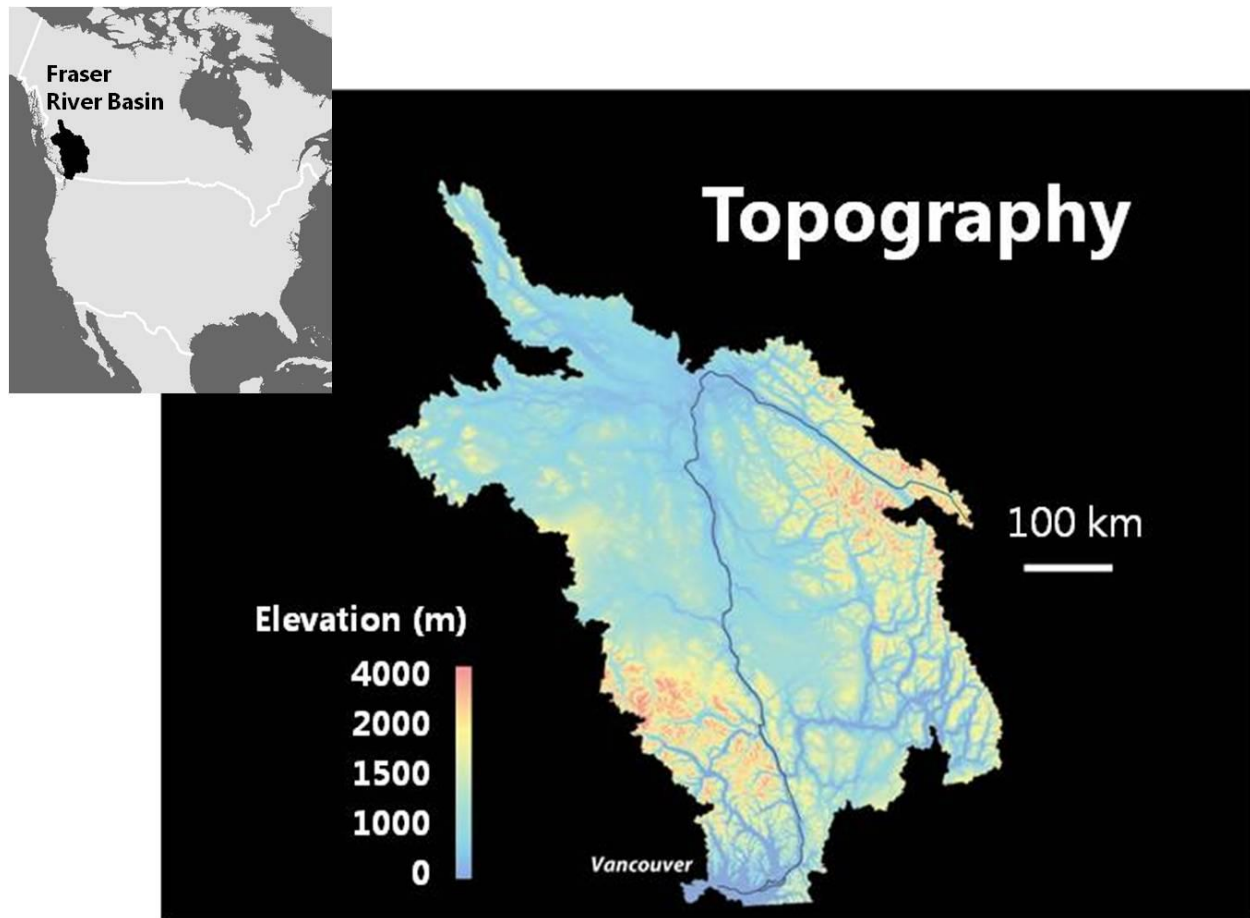 Fraser
River Basin
Topography
100 km
Elevation (m)
4000
2000
1500
1000
0
Vancouver